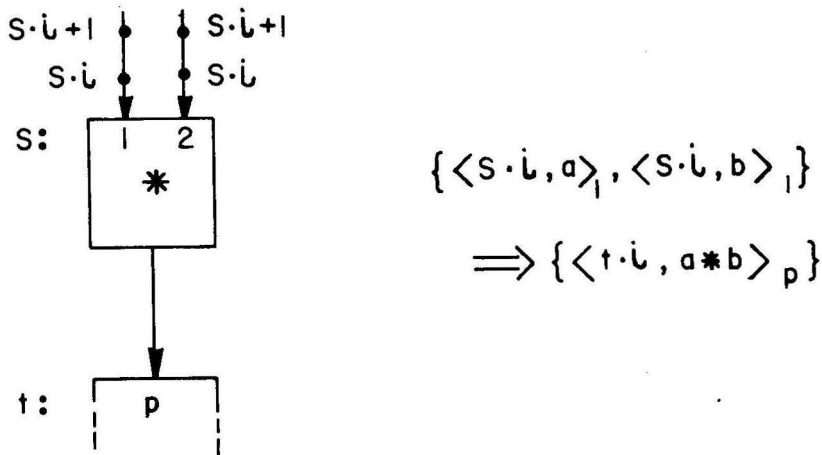 S·i+1 S·i+1
S·i S·i
S: 1 2
*
{<S·i, a>₁, <S·i, b>₁}
⟹ {<t·i, a*b>ₚ}
t: p